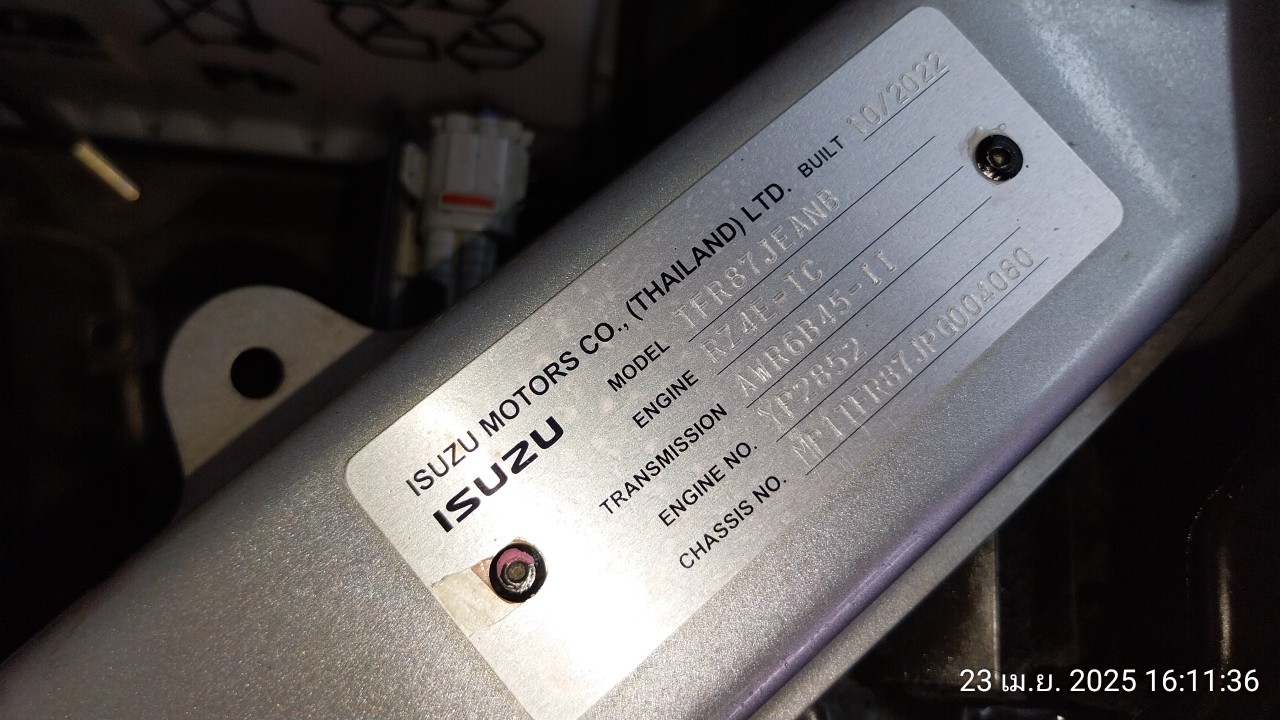 ISUZU MOTORS CO., (THAILAND) LTD. BUILT 10/2022
ISUZU
MODEL TFR87JEANB
ENGINE RZ4E-TC
TRANSMISSION AWR6B45-II
ENGINE NO. YP2852
CHASSIS NO. MP1TFR87JPG004080
23 เม.ย. 2025 16:11:36